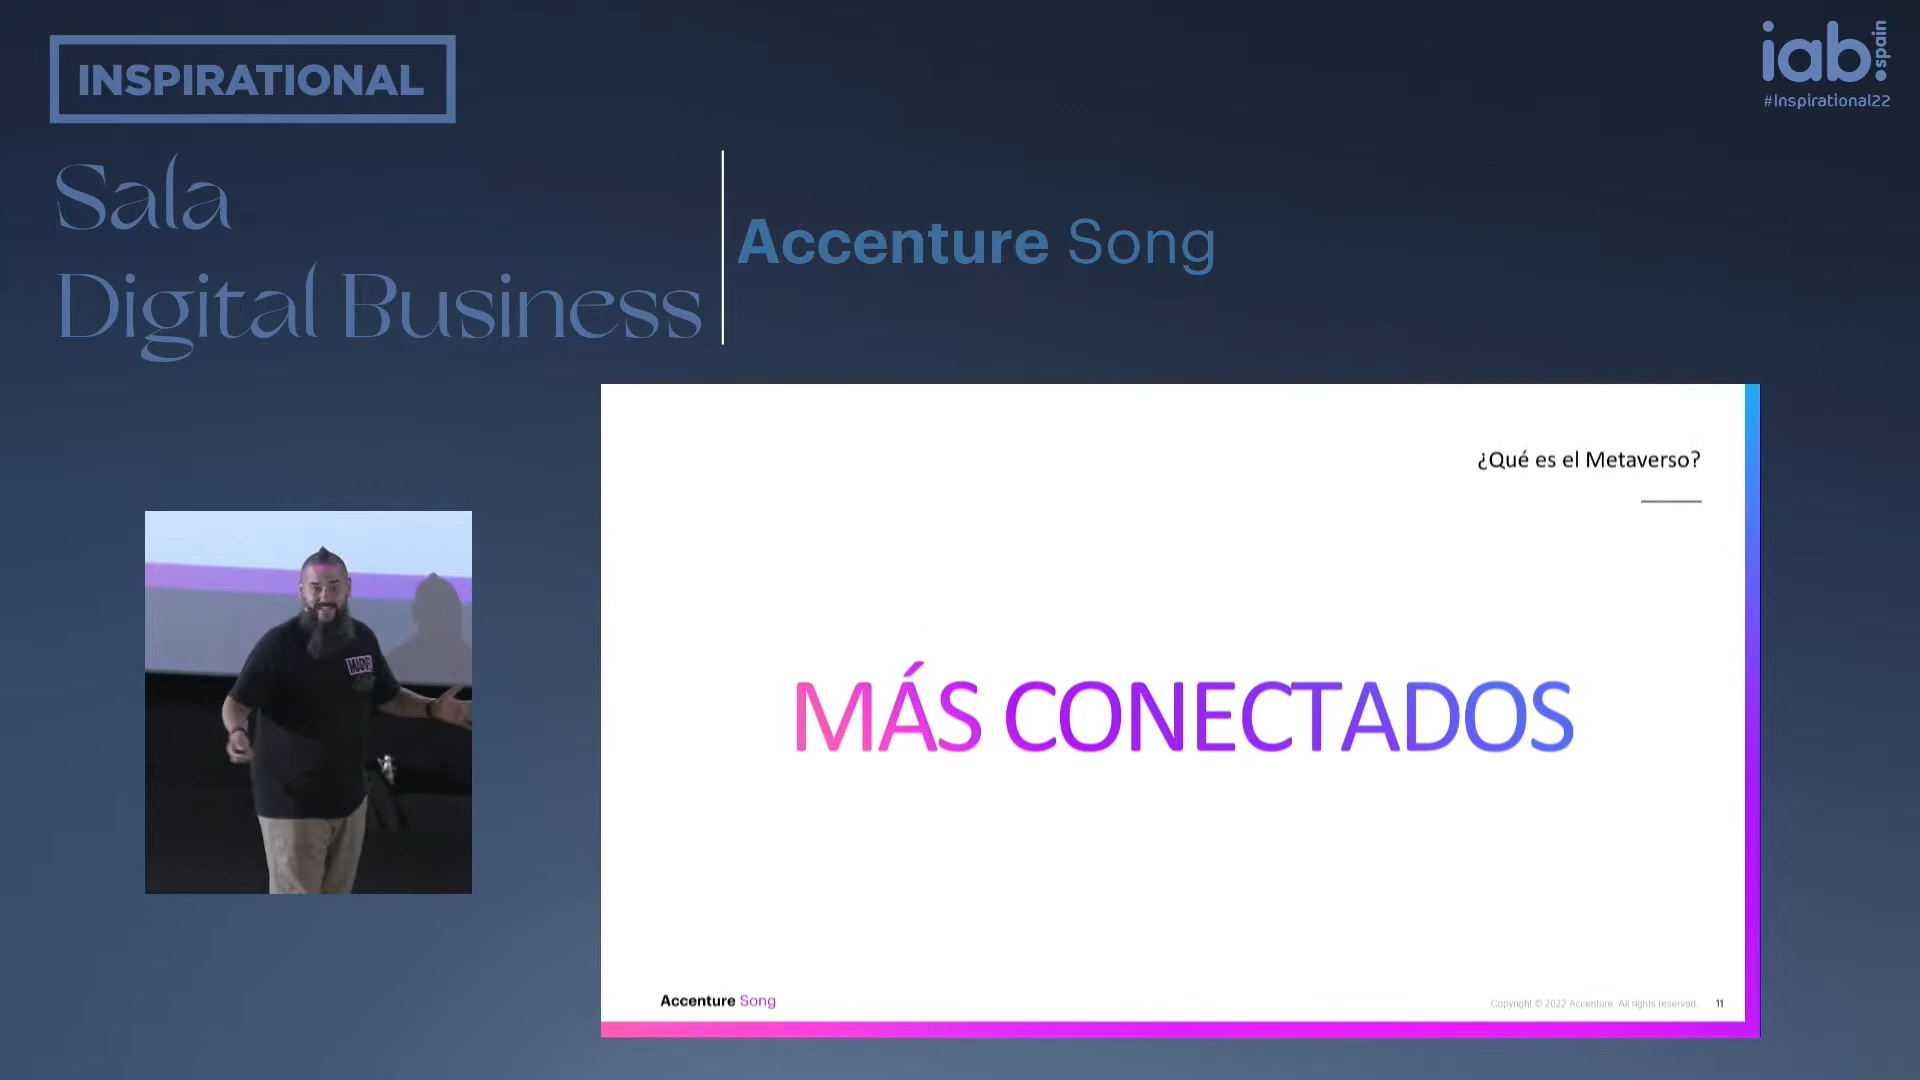 INSPIRATIONAL
iab.spain
#Inspirational22
Sala
Digital Business
Accenture Song
¿Qué es el Metaverso?
MÁS CONECTADOS
Accenture Song
Copyright © 2022 Accenture. All rights reserved. 11